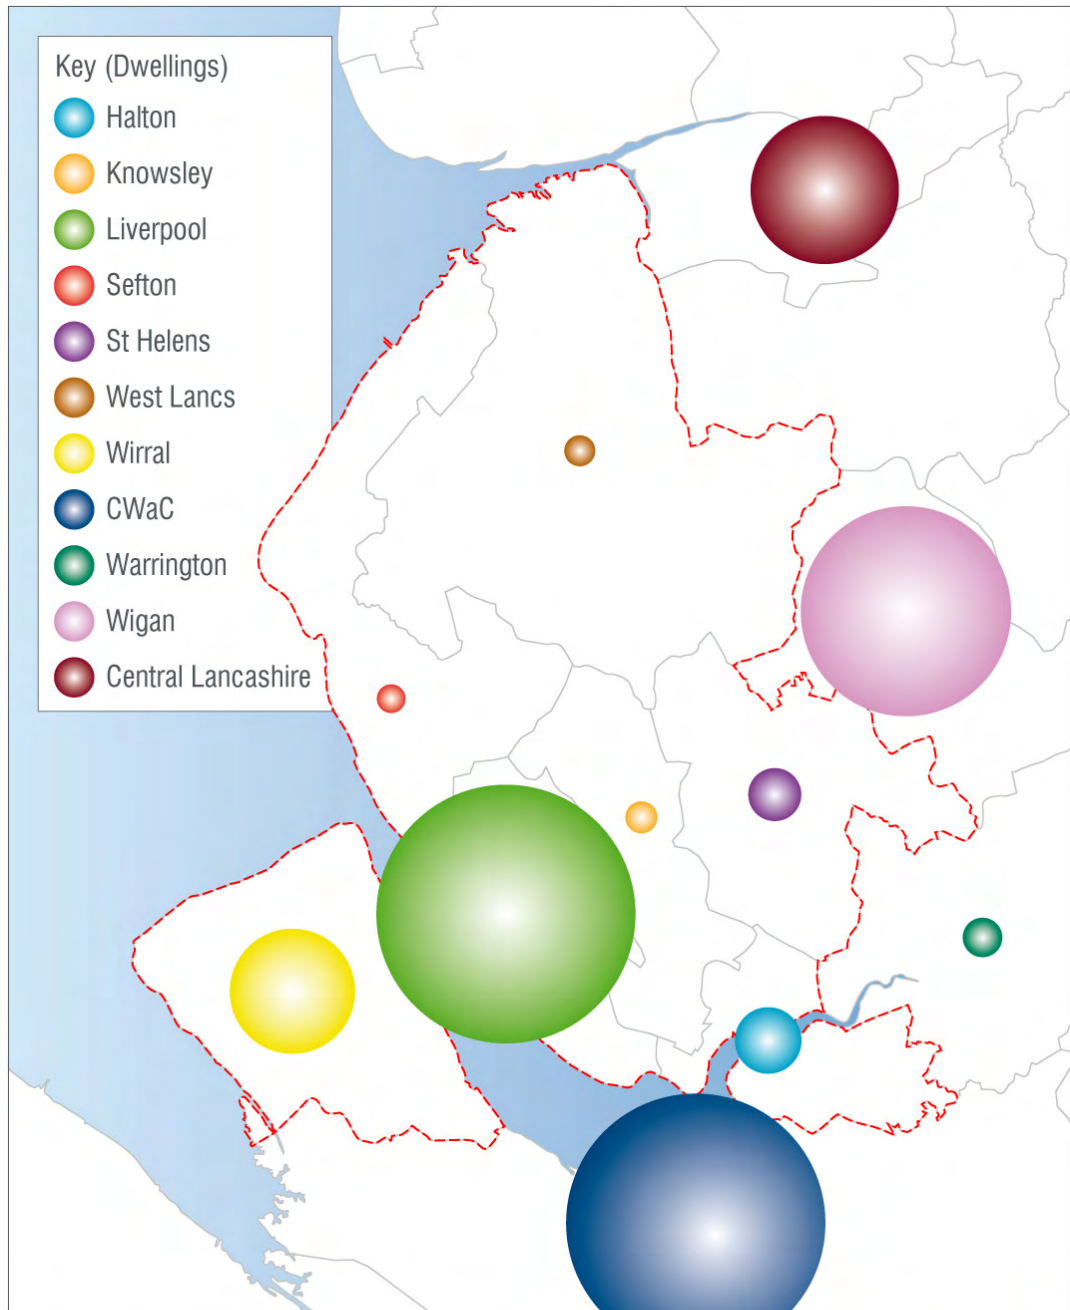 Key (Dwellings)
Halton
Knowsley
Liverpool
Sefton
St Helens
West Lancs
Wirral
CWaC
Warrington
Wigan
Central Lancashire